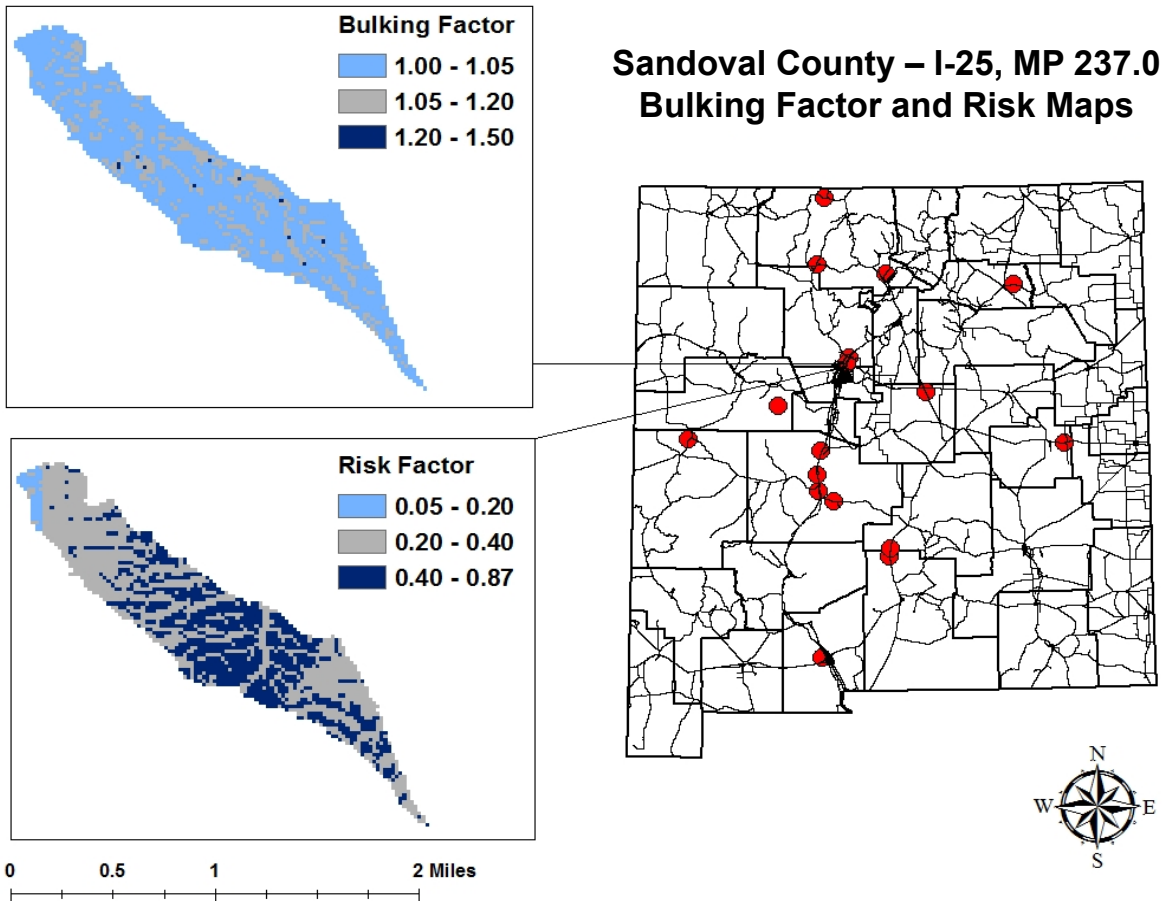 Bulking Factor
1.00 - 1.05
1.05 - 1.20
1.20 - 1.50
Sandoval County – I-25, MP 237.0
Bulking Factor and Risk Maps
Risk Factor
0.05 - 0.20
0.20 - 0.40
0.40 - 0.87
N
W
E
S
0 0.5 1 2 Miles